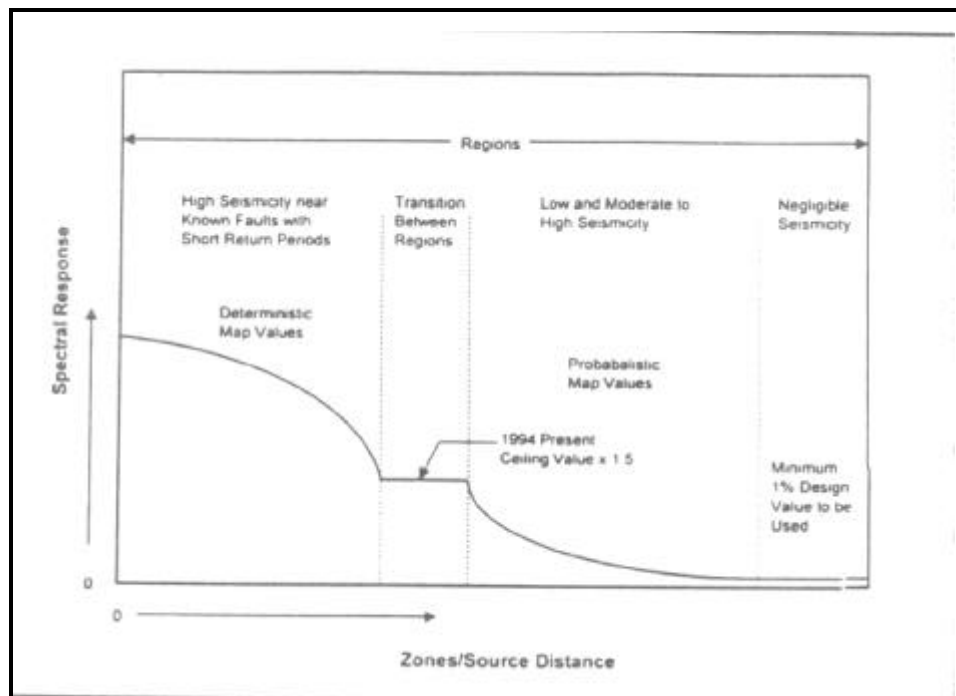 Regions
High Seismicity near
Known Faults with
Short Return Periods
Transition
Between
Regions
Low and Moderate to
High Seismicity
Negligible
Seismicity
Spectral Response
Deterministic
Map Values
Probabalistic
Map Values
1994 Present
Ceiling Value x 1.5
Minimum
1% Design
Value to be
Used
0
0
Zones/Source Distance